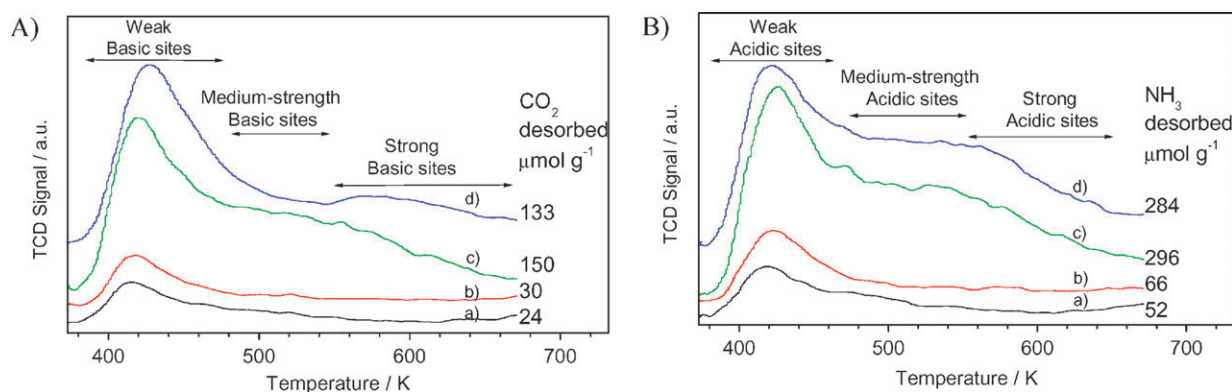 A)
Weak
Basic sites
Medium-strength
Basic sites
Strong
Basic sites
CO2
desorbed
μmol g-1
d)
133
c)
150
b)
30
a)
24
TCD Signal / a.u.
400
500
600
700
Temperature / K
B)
Weak
Acidic sites
Medium-strength
Acidic sites
Strong
Acidic sites
NH3
desorbed
μmol g-1
d)
284
c)
296
b)
66
a)
52
TCD Signal / a.u.
400
500
600
700
Temperature / K